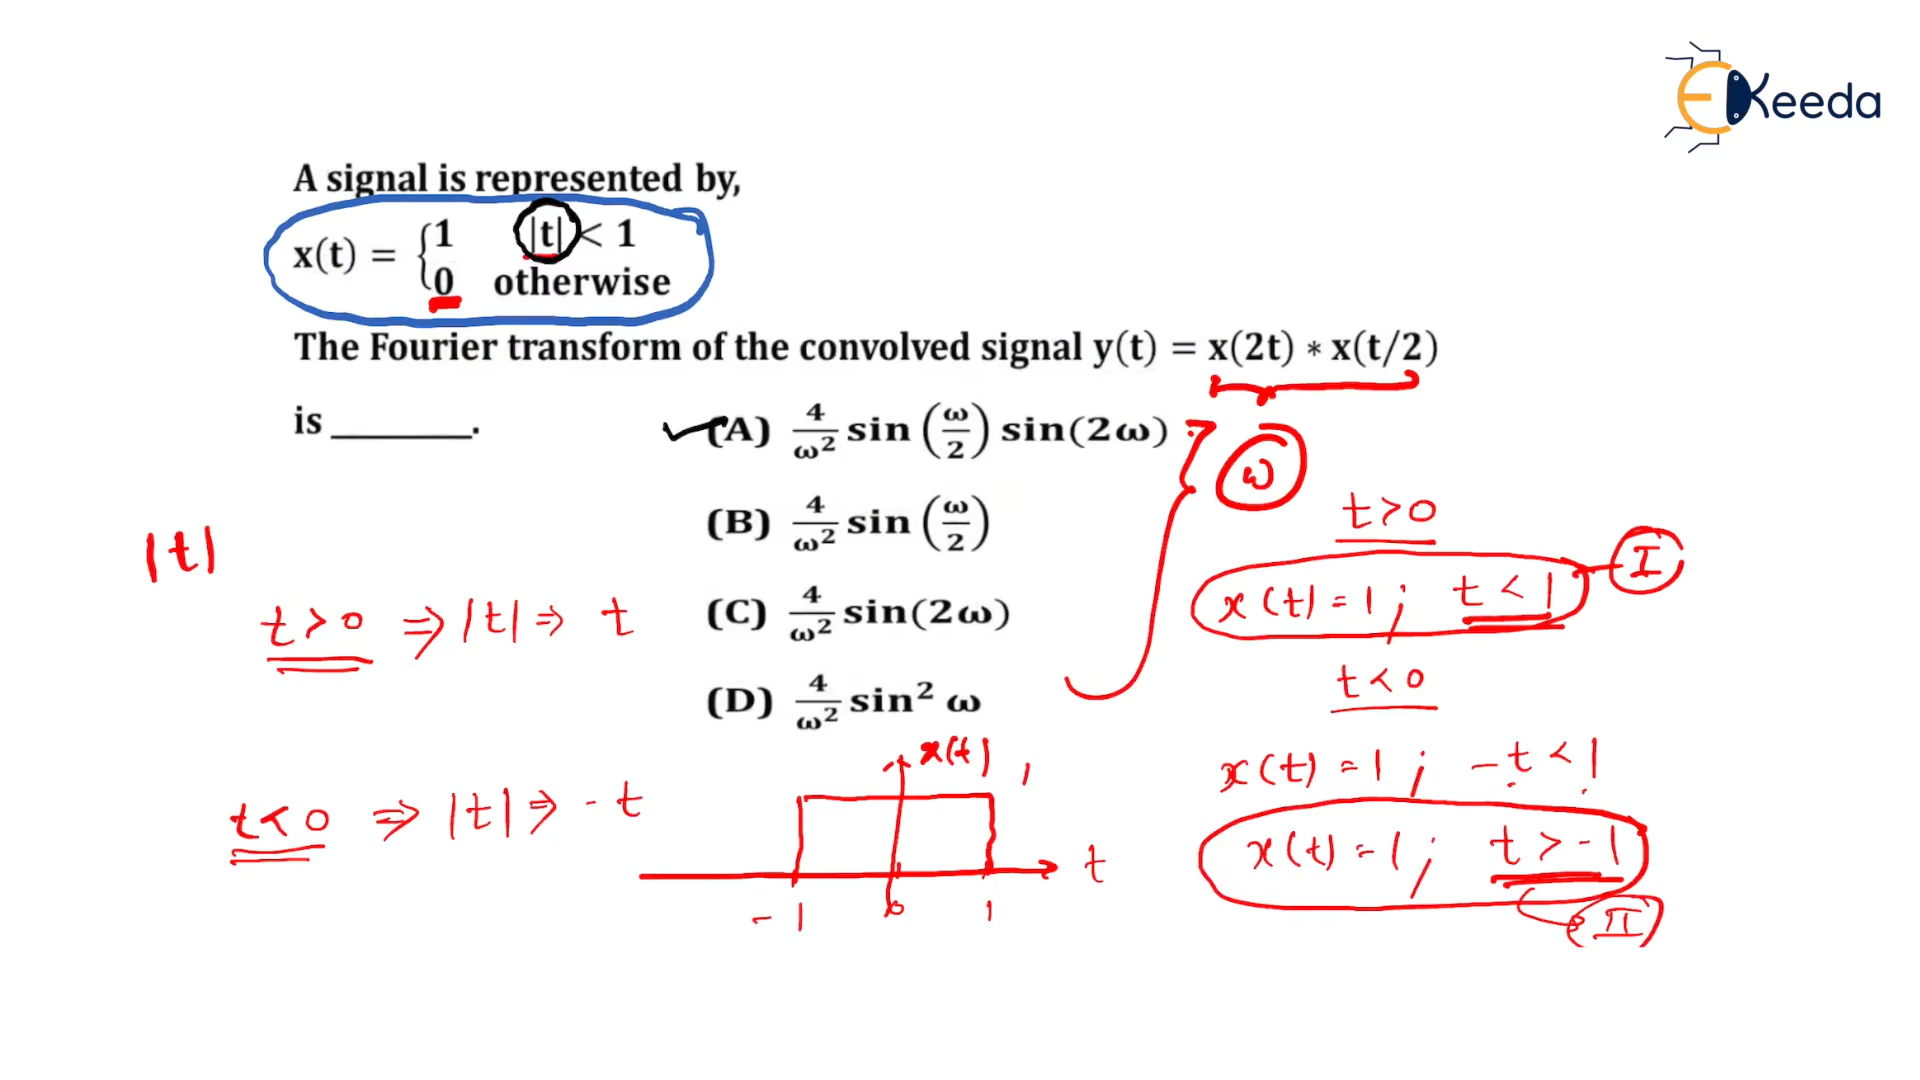 EKeeda
A signal is represented by,
x(t) = {1 |t| < 1
0 otherwise
The Fourier transform of the convolved signal y(t) = x(2t) ∗ x(t/2)
is ______.
(A) 4/ω² sin (ω/2) sin(2ω)
(B) 4/ω² sin (ω/2)
(C) 4/ω² sin(2ω)
(D) 4/ω² sin² ω
ω
|t|
t>0 ⇒ |t| ⇒ t
t<0 ⇒ |t| ⇒ -t
t>0
x(t)=1; t<1
I
t<0
x(t)=1; -t<1
x(t)=1; t>-1
II
x(t)
t
-1 0 1